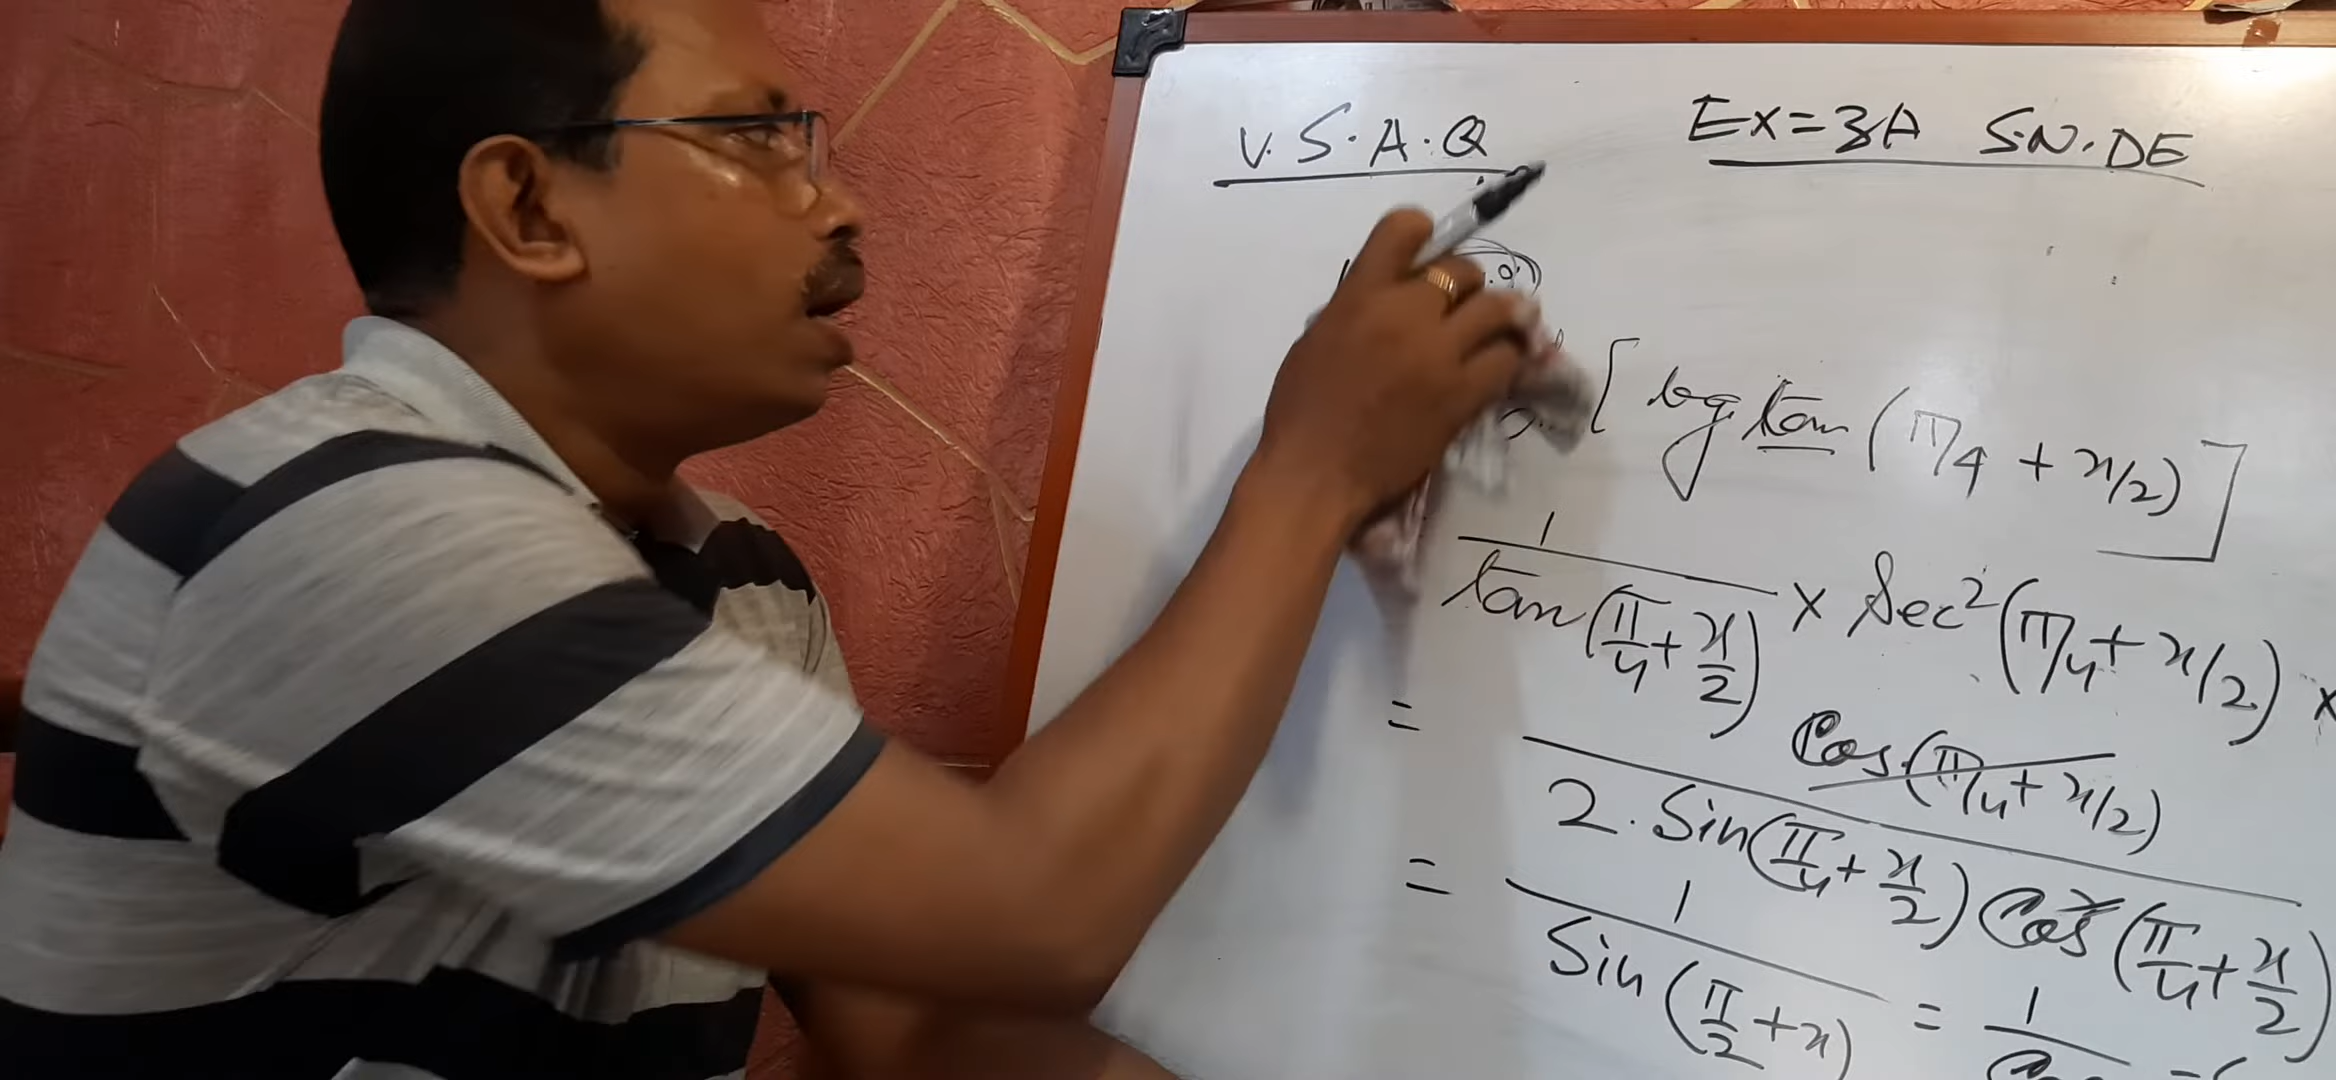 V. S. A. Q
Ex = 3A S.N. DE
[ log tan (π/4 + x/2) ]
1 / tan(π/4 + x/2) × Sec²(π/4 + x/2) ×
= Cos(π/4 + x/2) / 2. Sin(π/4 + x/2) Cos²(π/4 + x/2)
= 1 / Sin(π/2 + x) = 1 /